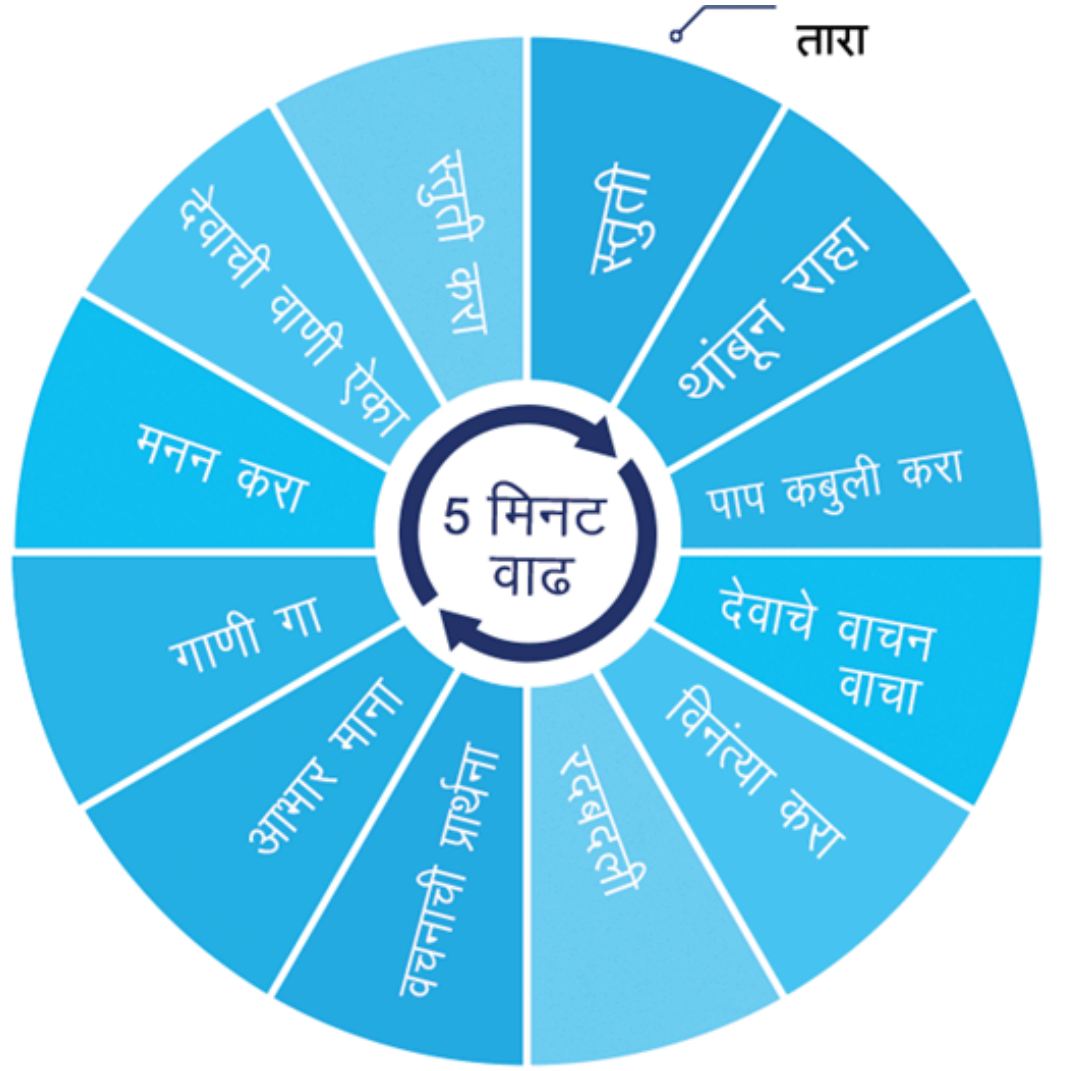 तारा
स्तुती
थांबून राहा
पाप कबुली करा
देवाचे वाचन
वाचा
विनंत्या करा
रदबदली
वचनाची प्रार्थना
आभार माना
गाणी गा
मनन करा
देवाची वाणी ऐका
स्तुती करा
5 मिनट
वाढ